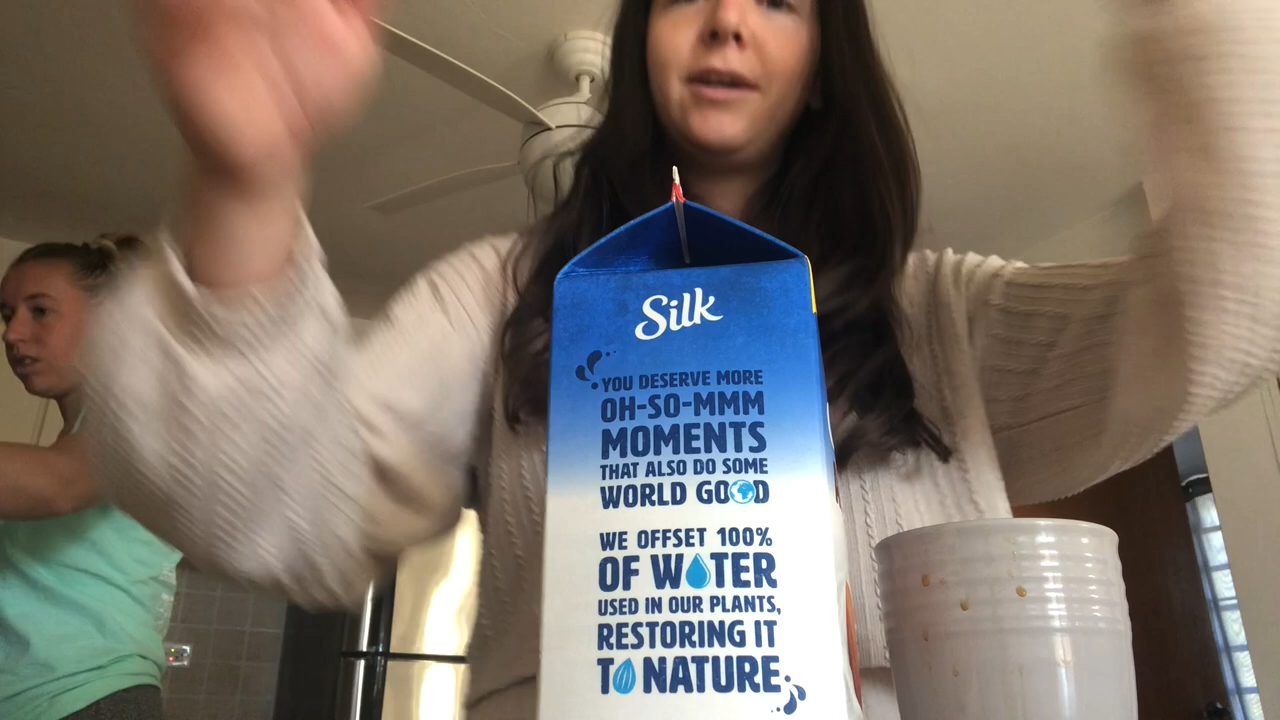 Silk
YOU DESERVE MORE
OH-SO-MMM
MOMENTS
THAT ALSO DO SOME
WORLD GOOD
WE OFFSET 100%
OF WATER
USED IN OUR PLANTS,
RESTORING IT
TO NATURE